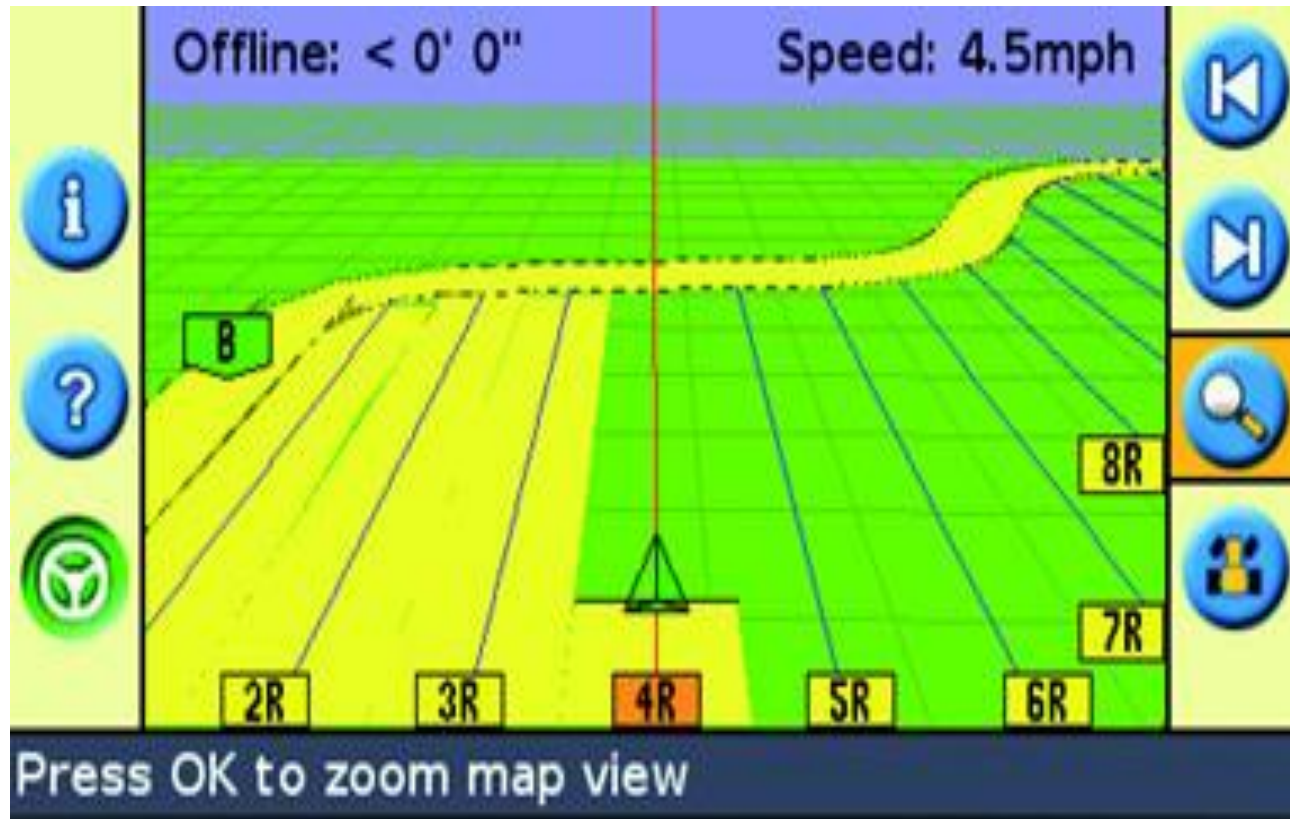 Offline: < 0' 0"
Speed: 4.5mph
i
?
B
8R
7R
2R 3R 4R 5R 6R
Press OK to zoom map view